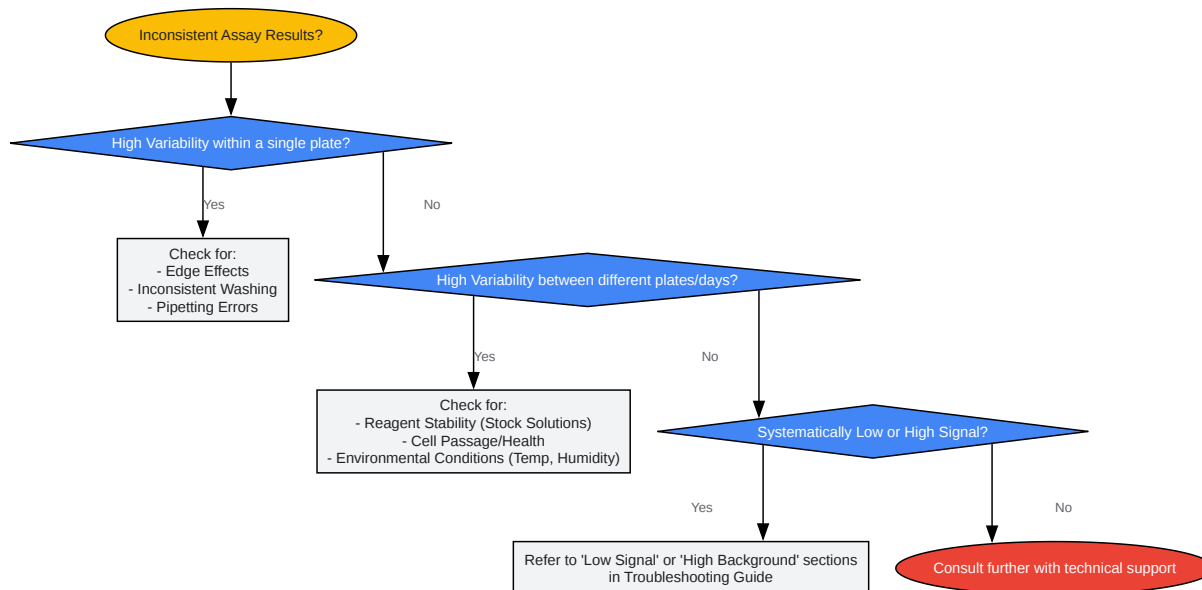 Inconsistent Assay Results?
High Variability within a single plate?
Yes
No
Check for:
- Edge Effects
- Inconsistent Washing
- Pipetting Errors
High Variability between different plates/days?
Yes
No
Check for:
- Reagent Stability (Stock Solutions)
- Cell Passage/Health
- Environmental Conditions (Temp, Humidity)
Systematically Low or High Signal?
Yes
No
Refer to 'Low Signal' or 'High Background' sections
in Troubleshooting Guide
Consult further with technical support